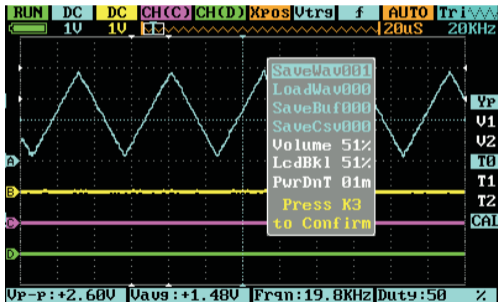 RUN DC DC CH(C) CH(D) Xpos Vtrg f AUTO Tri
1V 1V T 20uS 20KHz
SaveWav001
LoadWav000
SaveBuf000
SaveCsv000
Volume 51%
LcdBkl 51%
PwrDnT 01m
Press K3
to Confirm
YP
V1
V2
T0
T1
T2
CAL
A
B
C
D
Vp-p:+2.60V Vavg:+1.48V Frqn:19.8KHz Duty:50 %